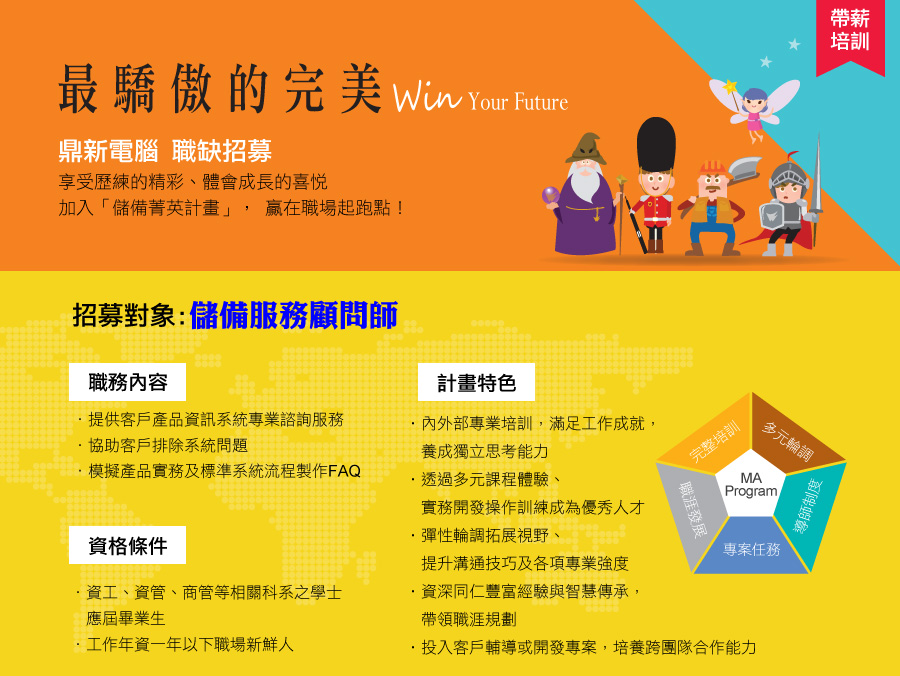 帶薪
培訓
最驕傲的完美 Win Your Future
鼎新電腦 職缺招募
享受歷練的精彩、體會成長的喜悅
加入「儲備菁英計畫」， 贏在職場起跑點！
招募對象：儲備服務顧問師
職務內容
· 提供客戶產品資訊系統專業諮詢服務
· 協助客戶排除系統問題
· 模擬產品實務及標準系統流程製作FAQ
資格條件
· 資工、資管、商管等相關科系之學士
應屆畢業生
· 工作年資一年以下職場新鮮人
計畫特色
· 內外部專業培訓，滿足工作成就，
養成獨立思考能力
· 透過多元課程體驗、
實務開發操作訓練成為優秀人才
· 彈性輪調拓展視野、
提升溝通技巧及各項專業強度
· 資深同仁豐富經驗與智慧傳承，
帶領職涯規劃
· 投入客戶輔導或開發專案，培養跨團隊合作能力
完整培訓
多元輪調
MA
Program
職涯發展
導師制度
專案任務